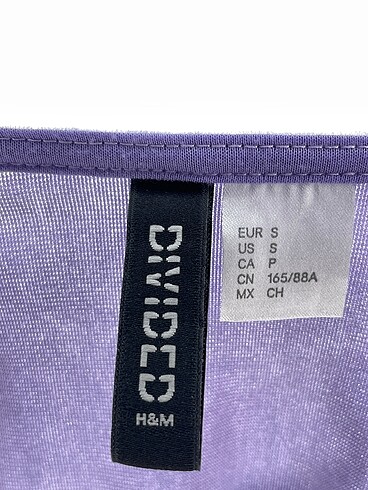 DIVIDED
H&M
EUR S
US S
CA P
CN 165/88A
MX CH